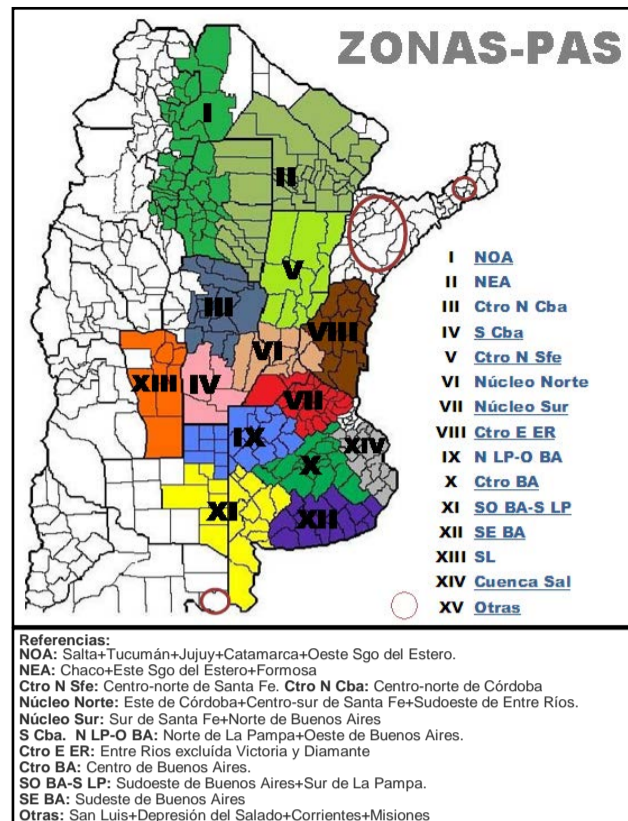 ZONAS-PAS
I
II
V
III
VIII
VI
XIII
IV
VII
IX
XIV
X
XI
XII
I NOA
II NEA
III Ctro N Cba
IV S Cba
V Ctro N Sfe
VI Núcleo Norte
VII Núcleo Sur
VIII Ctro E ER
IX N LP-O BA
X Ctro BA
XI SO BA-S LP
XII SE BA
XIII SL
XIV Cuenca Sal
XV Otras
Referencias:
NOA: Salta+Tucumán+Jujuy+Catamarca+Oeste Sgo del Estero.
NEA: Chaco+Este Sgo del Estero+Formosa
Ctro N Sfe: Centro-norte de Santa Fe. Ctro N Cba: Centro-norte de Córdoba
Núcleo Norte: Este de Córdoba+Centro-sur de Santa Fe+Sudoeste de Entre Ríos.
Núcleo Sur: Sur de Santa Fe+Norte de Buenos Aires
S Cba. N LP-O BA: Norte de La Pampa+Oeste de Buenos Aires.
Ctro E ER: Entre Rios excluída Victoria y Diamante
Ctro BA: Centro de Buenos Aires.
SO BA-S LP: Sudoeste de Buenos Aires+Sur de La Pampa.
SE BA: Sudeste de Buenos Aires
Otras: San Luis+Depresión del Salado+Corrientes+Misiones